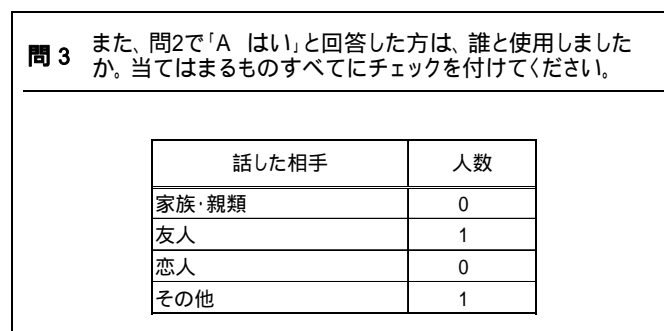 問3 また、問2で「A はい」と回答した方は、誰と使用しました
か。当てはまるものすべてにチェックを付けてください。
話した相手 人数
家族・親類 0
友人 1
恋人 0
その他 1